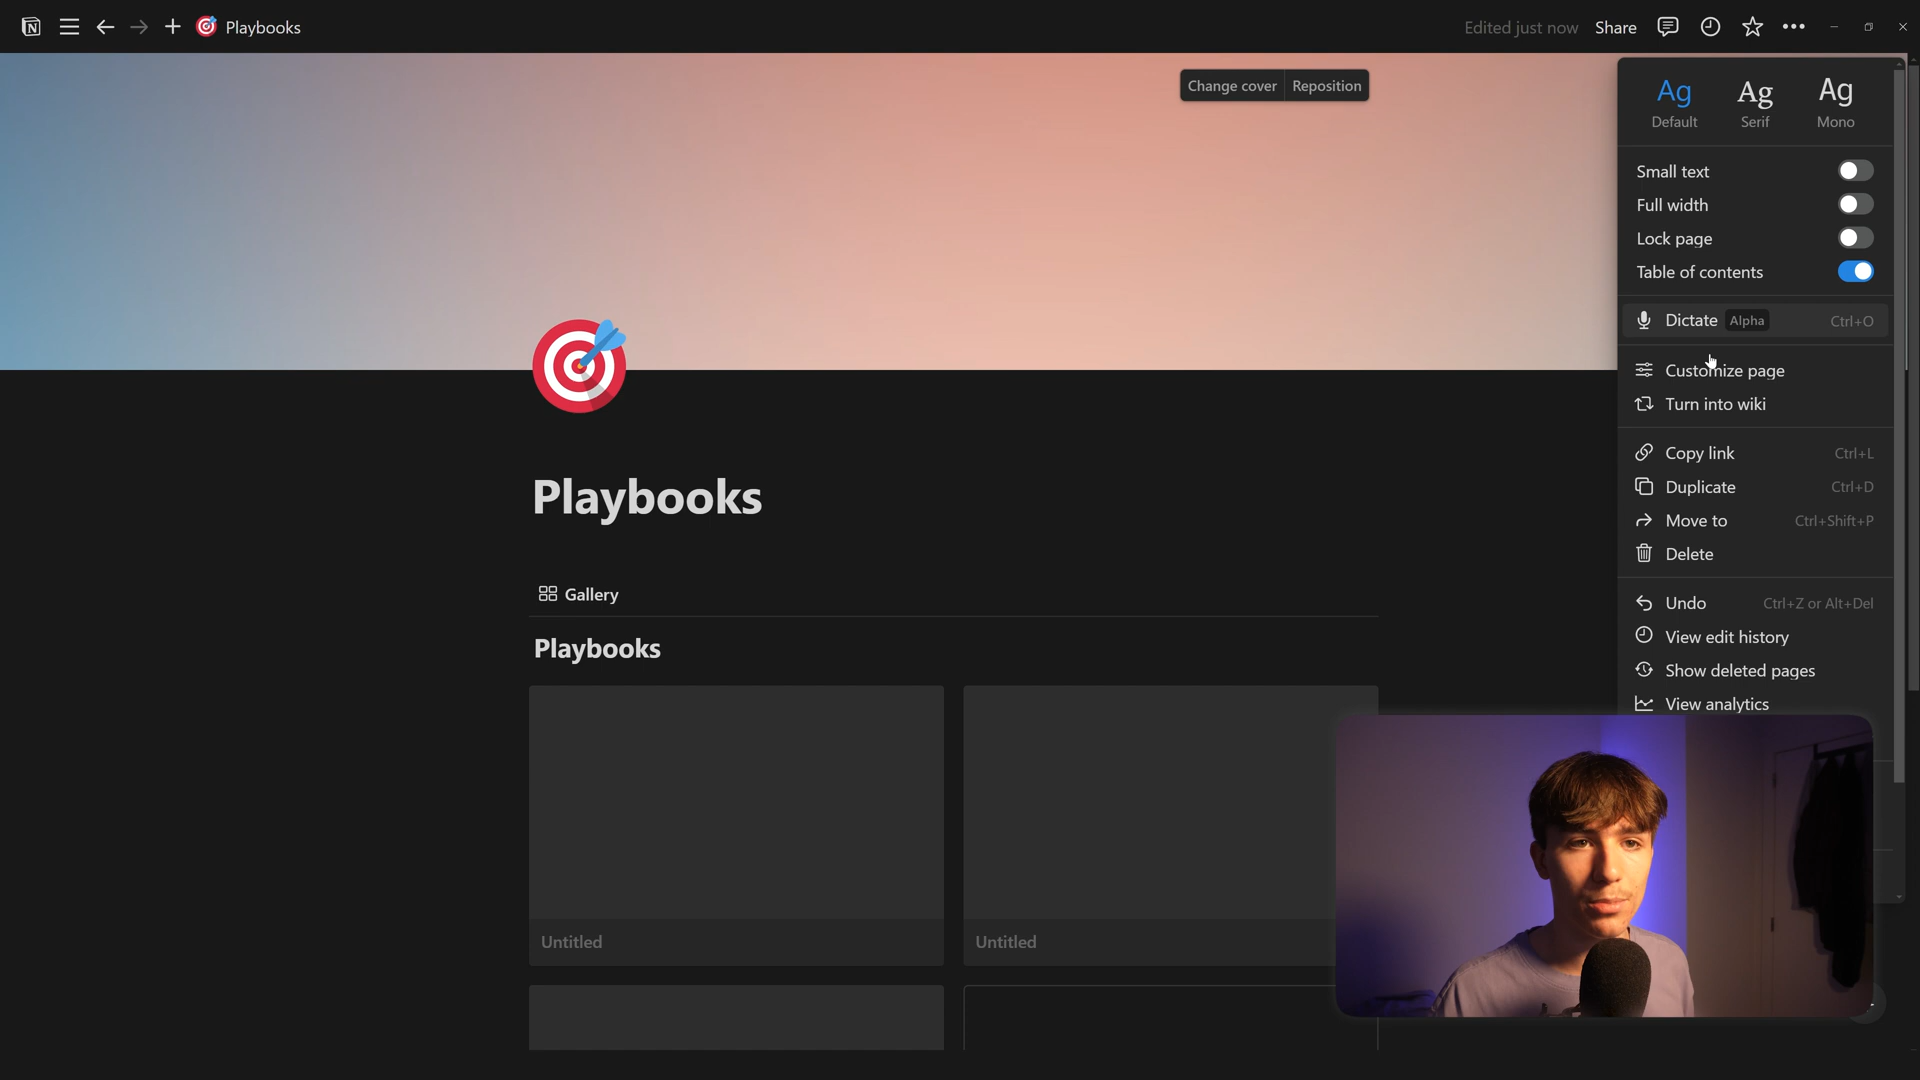 Playbooks
Edited just now
Share
Change cover
Reposition
Ag Ag Ag
Default Serif Mono
Small text
Full width
Lock page
Table of contents
Dictate Alpha Ctrl+O
Customize page
Turn into wiki
Copy link Ctrl+L
Duplicate Ctrl+D
Move to Ctrl+Shift+P
Delete
Undo Ctrl+Z or Alt+Del
View edit history
Show deleted pages
View analytics
Playbooks
Gallery
Playbooks
Untitled
Untitled